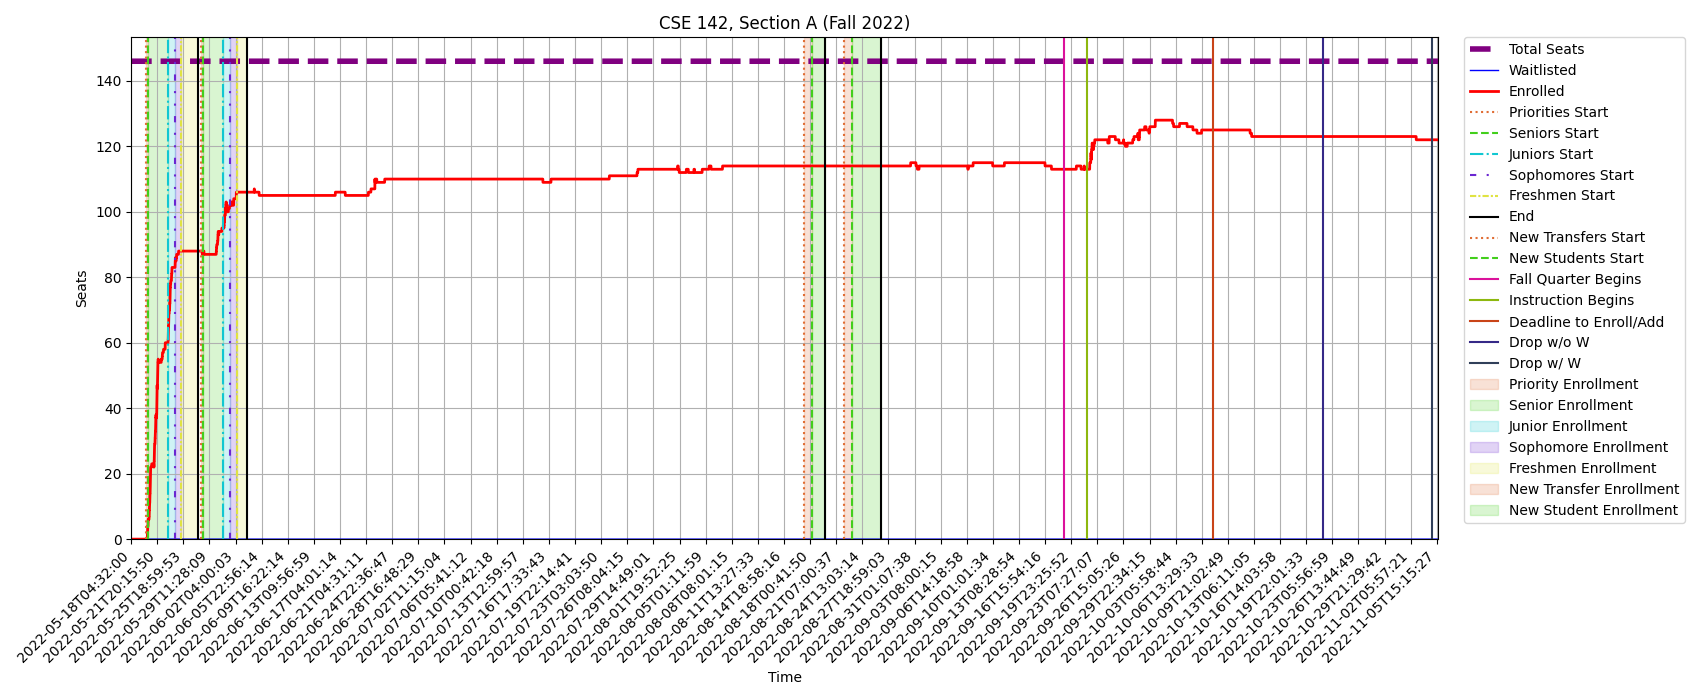 CSE 142, Section A (Fall 2022)
Seats
140
120
100
80
60
40
20
0
2022-05-18T04:32:00
2022-05-21T20:15:50
2022-05-25T18:59:53
2022-05-29T11:28:09
2022-06-02T04:00:03
2022-06-05T22:56:14
2022-06-09T16:22:14
2022-06-13T09:56:59
2022-06-17T04:01:14
2022-06-21T04:31:11
2022-06-24T22:36:47
2022-06-28T16:48:29
2022-07-02T11:15:04
2022-07-06T05:41:12
2022-07-10T00:42:18
2022-07-13T12:59:57
2022-07-16T17:33:43
2022-07-19T22:14:41
2022-07-23T03:03:50
2022-07-26T08:04:15
2022-07-29T14:49:01
2022-08-01T19:52:25
2022-08-05T01:11:59
2022-08-08T08:01:15
2022-08-11T13:27:33
2022-08-14T18:58:16
2022-08-18T00:41:50
2022-08-21T07:00:37
2022-08-24T13:03:14
2022-08-27T18:59:03
2022-08-31T01:07:38
2022-09-03T08:00:15
2022-09-06T14:18:58
2022-09-10T01:01:34
2022-09-13T08:28:54
2022-09-16T15:54:16
2022-09-19T23:25:52
2022-09-23T07:27:07
2022-09-26T15:05:26
2022-09-29T22:34:15
2022-10-03T05:58:44
2022-10-06T13:29:33
2022-10-09T21:02:49
2022-10-13T06:11:05
2022-10-16T14:03:58
2022-10-19T22:01:33
2022-10-23T05:56:59
2022-10-26T13:44:49
2022-10-29T21:29:42
2022-11-02T05:57:21
2022-11-05T15:15:27
Time
Total Seats
Waitlisted
Enrolled
Priorities Start
Seniors Start
Juniors Start
Sophomores Start
Freshmen Start
End
New Transfers Start
New Students Start
Fall Quarter Begins
Instruction Begins
Deadline to Enroll/Add
Drop w/o W
Drop w/ W
Priority Enrollment
Senior Enrollment
Junior Enrollment
Sophomore Enrollment
Freshmen Enrollment
New Transfer Enrollment
New Student Enrollment